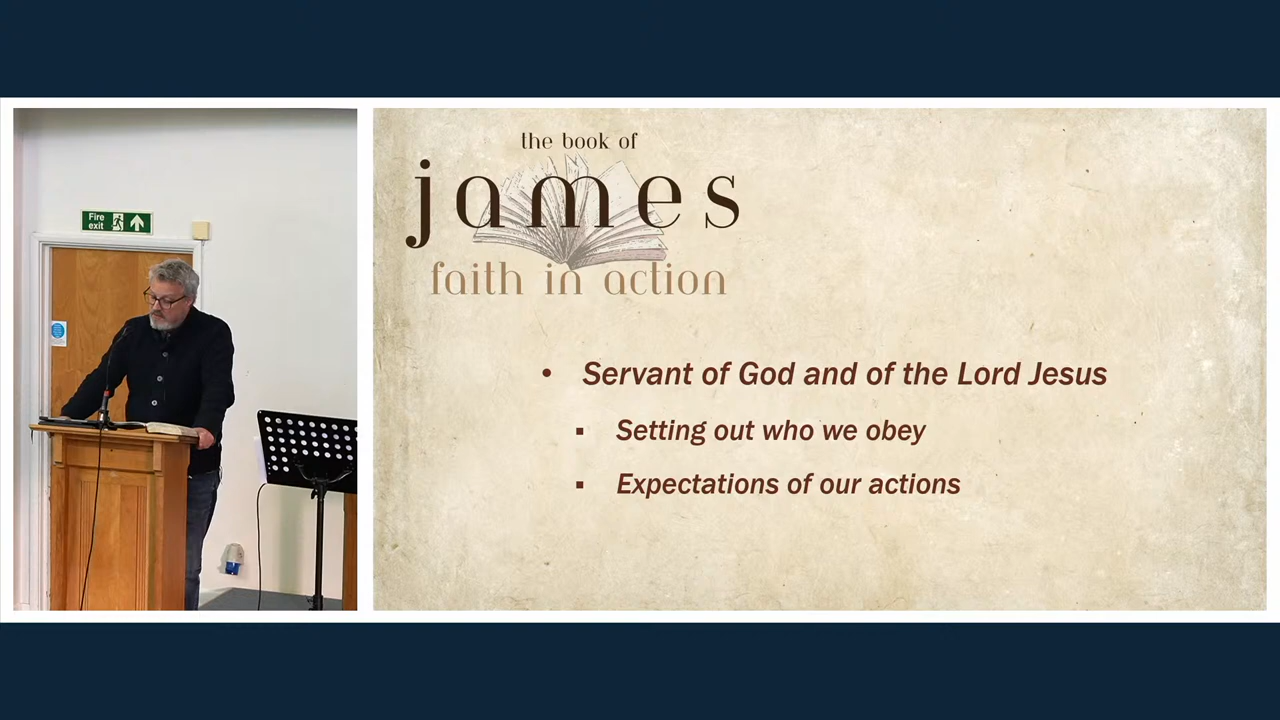 Fire
exit
the book of
james
faith in action
• Servant of God and of the Lord Jesus
▪ Setting out who we obey
▪ Expectations of our actions